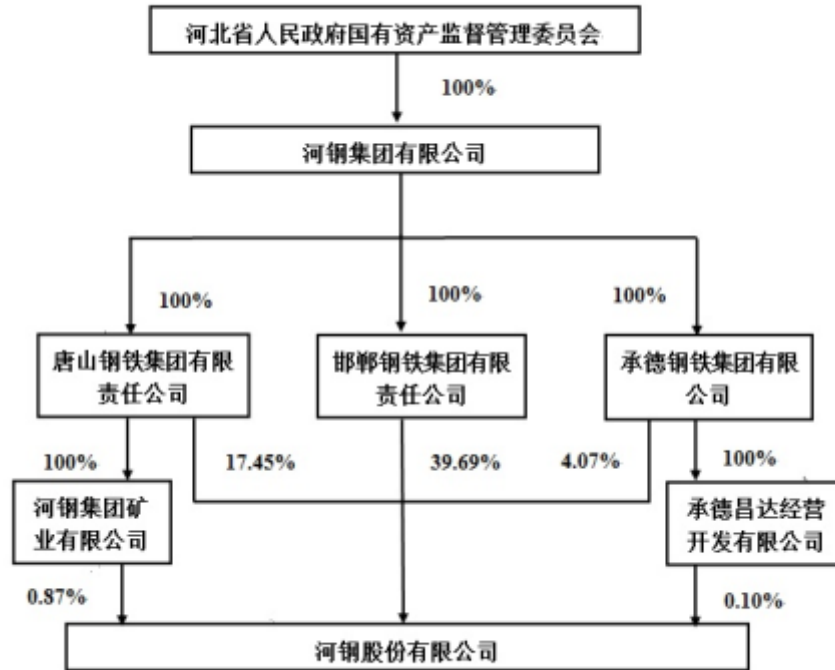 河北省人民政府国有资产监督管理委员会
100%
河钢集团有限公司
100%
100%
100%
唐山钢铁集团有限
责任公司
邯郸钢铁集团有限
责任公司
承德钢铁集团有限
公司
100%
17.45%
39.69%
4.07%
100%
河钢集团矿
业有限公司
承德昌达经营
开发有限公司
0.87%
0.10%
河钢股份有限公司